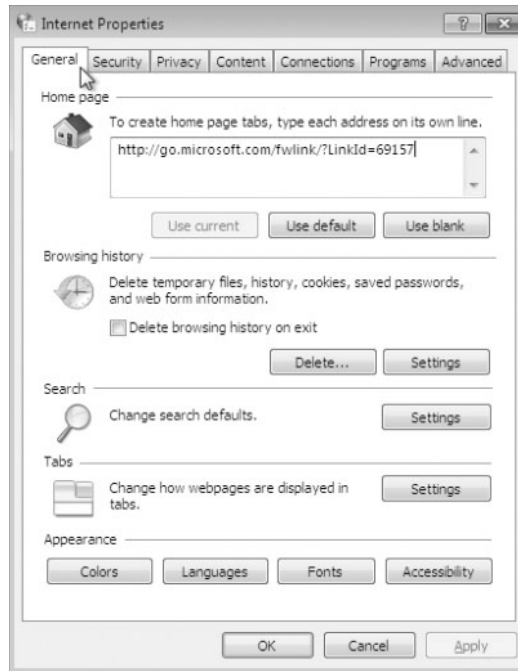 Internet Properties
General Security Privacy Content Connections Programs Advanced
Home page
To create home page tabs, type each address on its own line.
http://go.microsoft.com/fwlink/?LinkId=69157
Use current Use default Use blank
Browsing history
Delete temporary files, history, cookies, saved passwords,
and web form information.
Delete browsing history on exit
Delete... Settings
Search
Change search defaults. Settings
Tabs
Change how webpages are displayed in
tabs.
Settings
Appearance
Colors Languages Fonts Accessibility
OK Cancel Apply